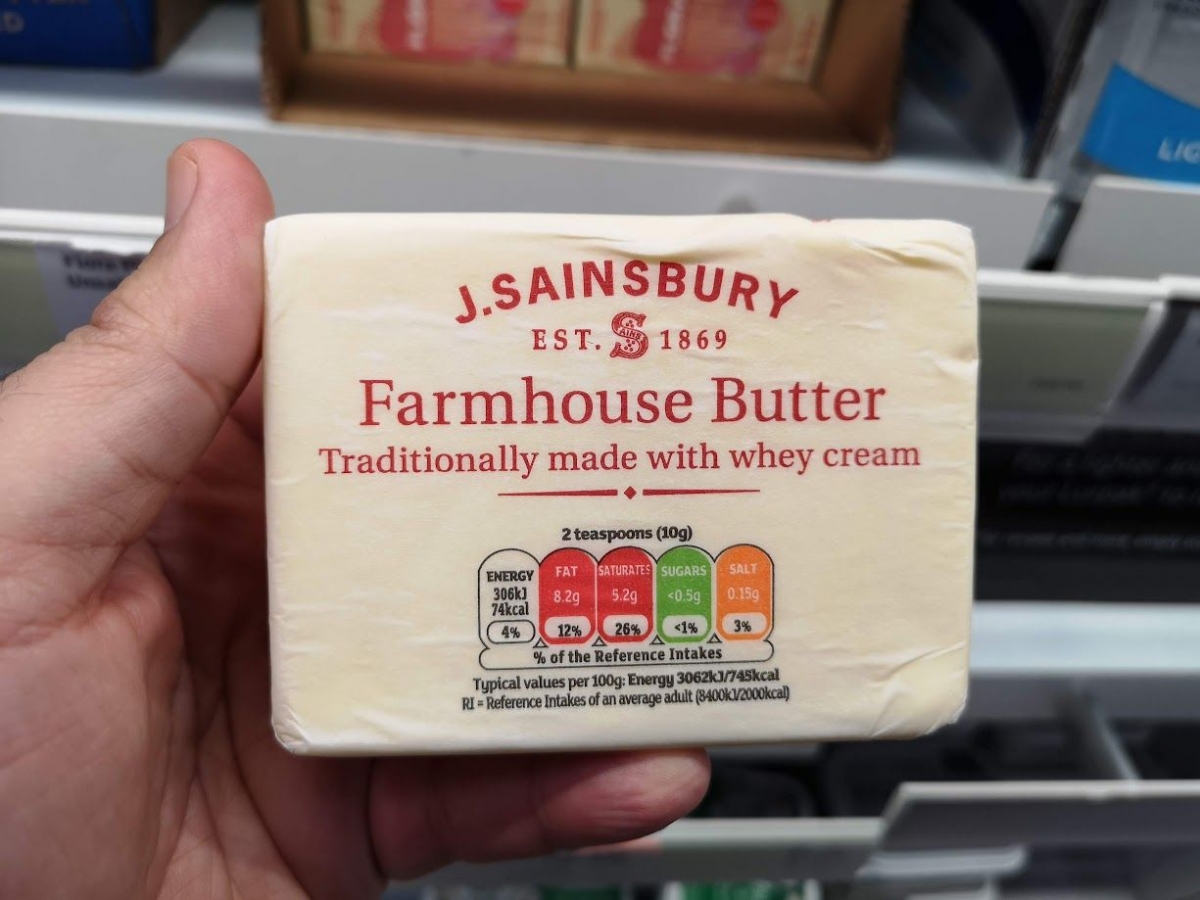 J.SAINSBURY
EST. S SAINS 1869
Farmhouse Butter
Traditionally made with whey cream
2 teaspoons (10g)
ENERGY FAT SATURATES SUGARS SALT
306kJ 8.2g 5.2g <0.5g 0.15g
74kcal
4% 12% 26% <1% 3%
% of the Reference Intakes
Typical values per 100g: Energy 3062kJ/745kcal
RI = Reference Intakes of an average adult (8400kJ/2000kcal)